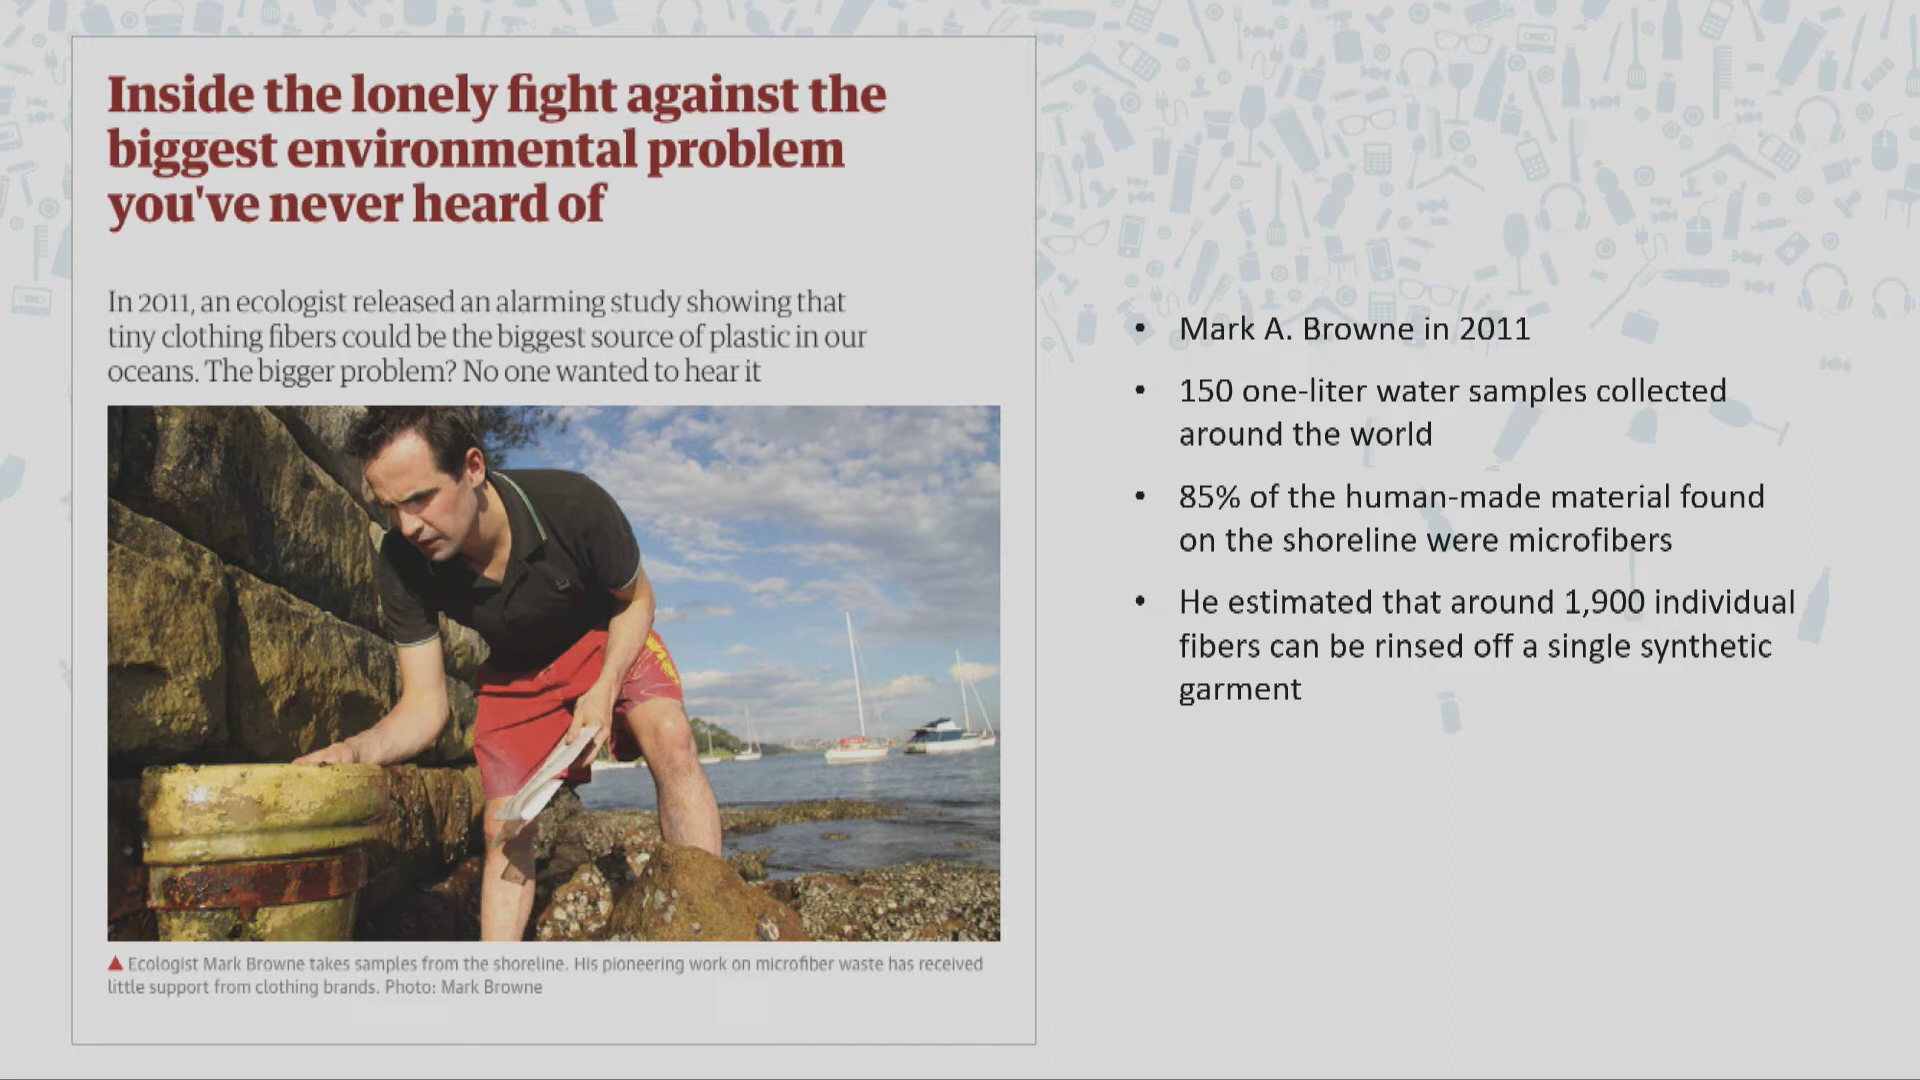 Inside the lonely fight against the
biggest environmental problem
you've never heard of
In 2011, an ecologist released an alarming study showing that
tiny clothing fibers could be the biggest source of plastic in our
oceans. The bigger problem? No one wanted to hear it
▲ Ecologist Mark Browne takes samples from the shoreline. His pioneering work on microfiber waste has received
little support from clothing brands. Photo: Mark Browne
• Mark A. Browne in 2011
• 150 one-liter water samples collected
around the world
• 85% of the human-made material found
on the shoreline were microfibers
• He estimated that around 1,900 individual
fibers can be rinsed off a single synthetic
garment